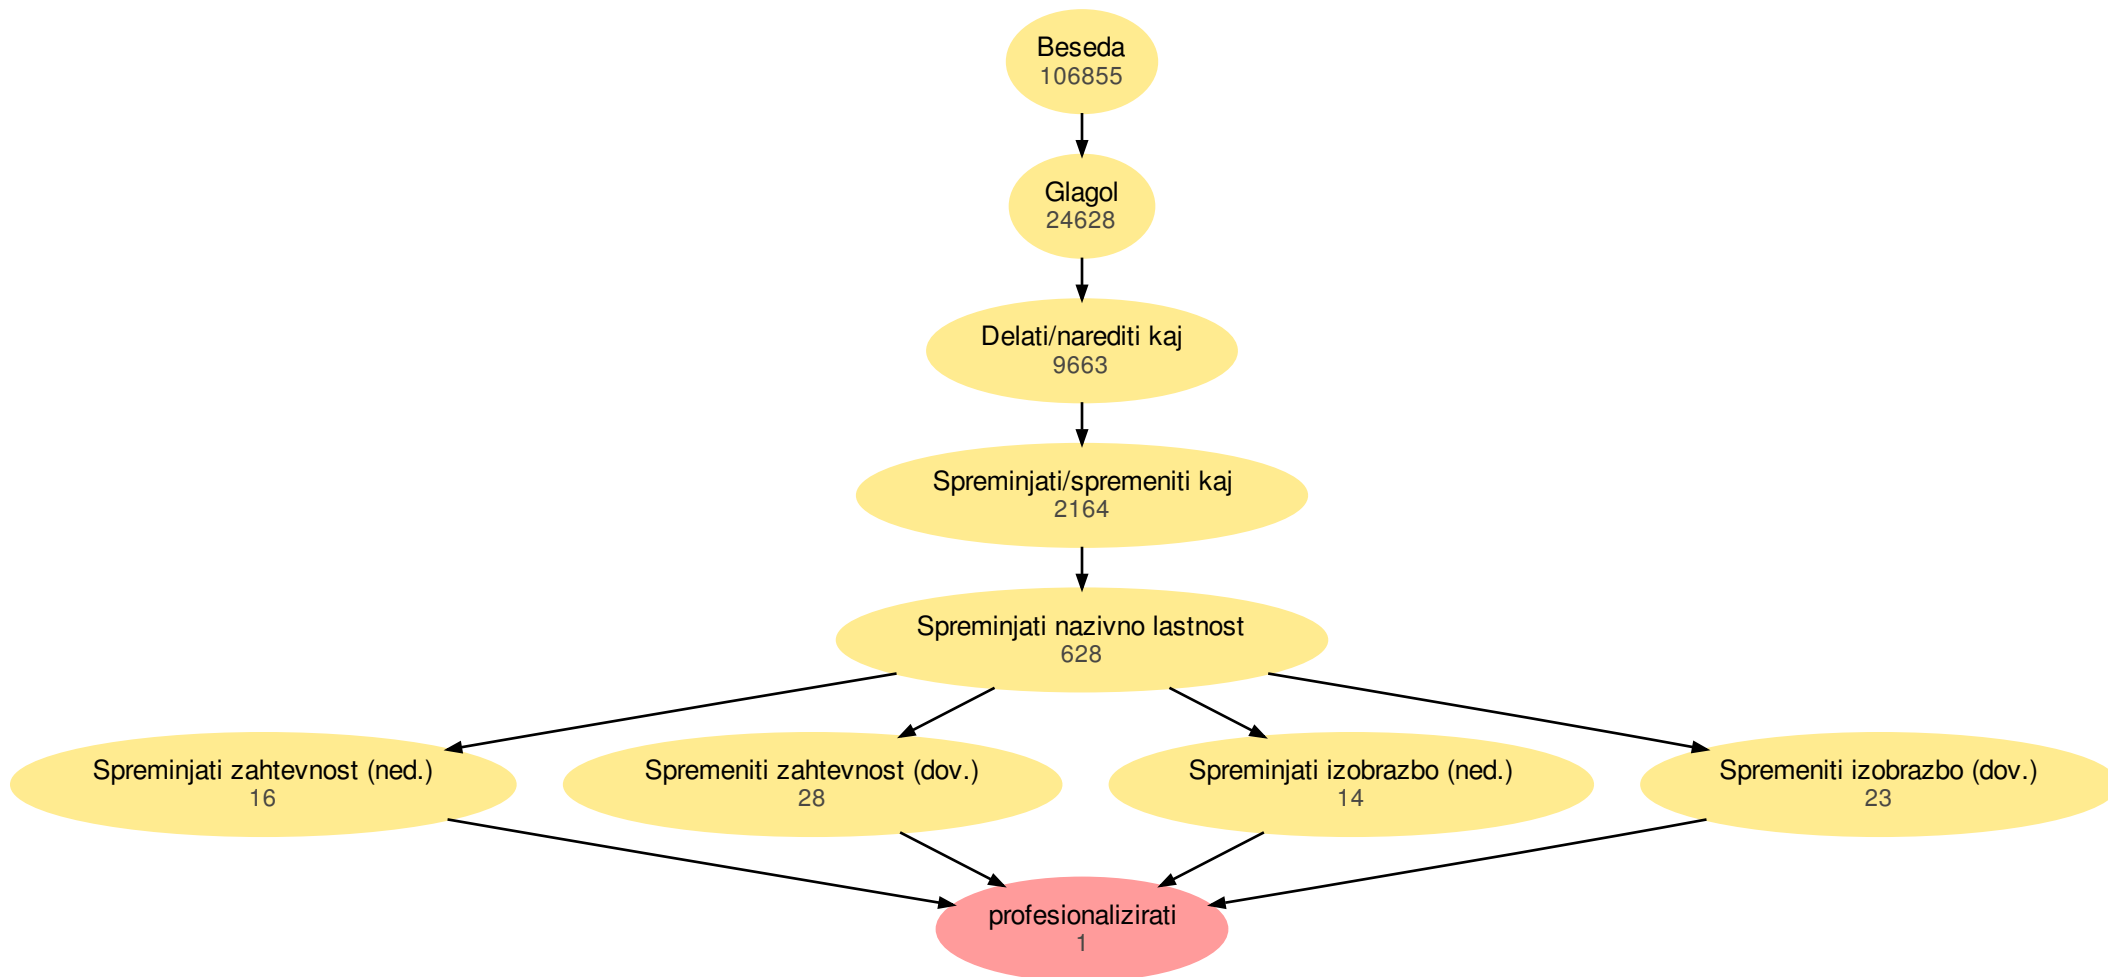 Beseda
106855
Glagol
24628
Delati/narediti kaj
9663
Spreminjati/spremeniti kaj
2164
Spreminjati nazivno lastnost
628
Spreminjati zahtevnost (ned.)
16
Spremeniti zahtevnost (dov.)
28
Spreminjati izobrazbo (ned.)
14
Spremeniti izobrazbo (dov.)
23
profesionalizirati
1